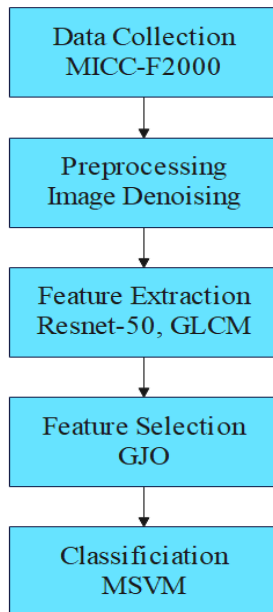 Data Collection
MICC-F2000
Preprocessing
Image Denoising
Feature Extraction
Resnet-50, GLCM
Feature Selection
GJO
Classificiation
MSVM